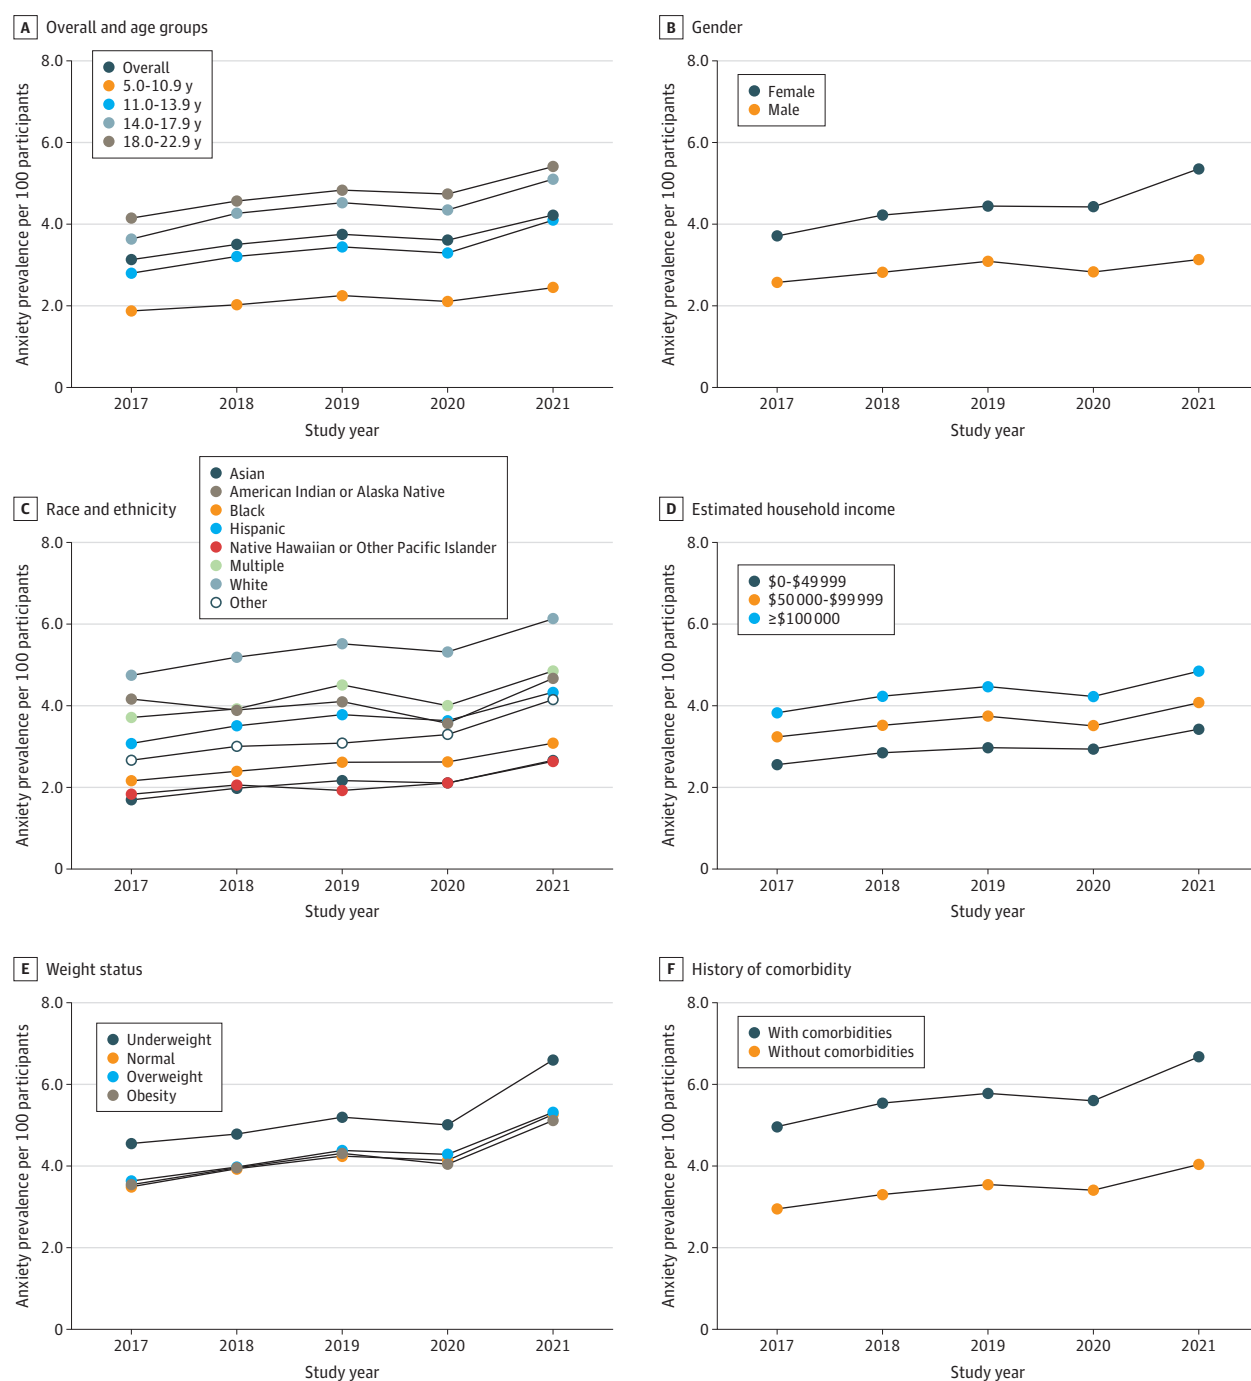 A Overall and age groups
Anxiety prevalence per 100 participants
8.0
6.0
4.0
2.0
0
Overall
5.0-10.9 y
11.0-13.9 y
14.0-17.9 y
18.0-22.9 y
2017 2018 2019 2020 2021
Study year
B Gender
Anxiety prevalence per 100 participants
8.0
6.0
4.0
2.0
0
Female
Male
2017 2018 2019 2020 2021
Study year
C Race and ethnicity
Anxiety prevalence per 100 participants
8.0
6.0
4.0
2.0
0
Asian
American Indian or Alaska Native
Black
Hispanic
Native Hawaiian or Other Pacific Islander
Multiple
White
Other
2017 2018 2019 2020 2021
Study year
D Estimated household income
Anxiety prevalence per 100 participants
8.0
6.0
4.0
2.0
0
$0-$49 999
$50 000-$99 999
≥$100 000
2017 2018 2019 2020 2021
Study year
E Weight status
Anxiety prevalence per 100 participants
8.0
6.0
4.0
2.0
0
Underweight
Normal
Overweight
Obesity
2017 2018 2019 2020 2021
Study year
F History of comorbidity
Anxiety prevalence per 100 participants
8.0
6.0
4.0
2.0
0
With comorbidities
Without comorbidities
2017 2018 2019 2020 2021
Study year